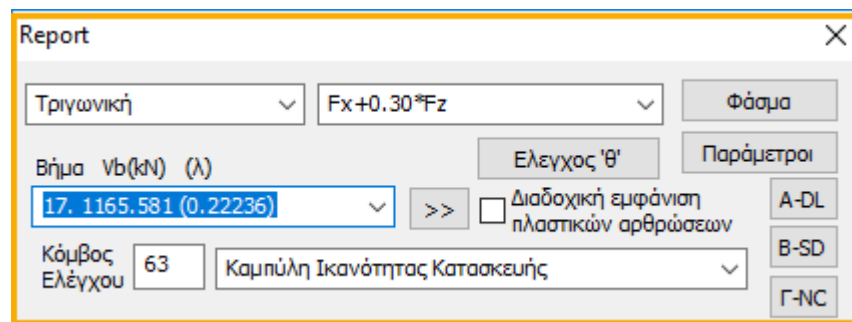 Report
Τριγωνική Fx+0.30*Fz Φάσμα
Βήμα Vb(kN) (λ) Ελεγχος 'θ' Παράμετροι
17. 1165.581 (0.22236) >> Διαδοχική εμφάνιση πλαστικών αρθρώσεων A-DL
Κόμβος Ελέγχου 63 Καμπύλη Ικανότητας Κατασκευής B-SD
Γ-NC